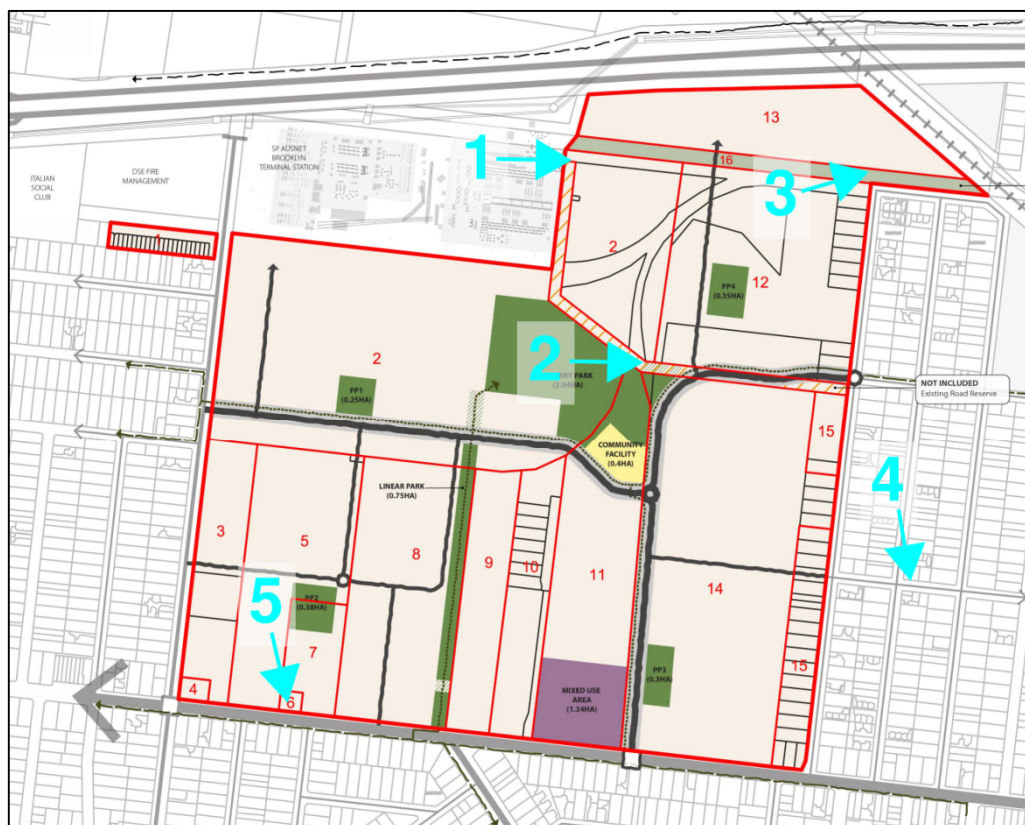 13
SP AUSNET
BROOKLYN
TERMINAL STATION
1
16
DSE FIRE
MANAGEMENT
ITALIAN
SOCIAL
CLUB
3
1
2
12
PP4
(0.35HA)
2
2
PARK
(2.94HA)
PP1
(0.25HA)
NOT INCLUDED
Existing Road Reserve
COMMUNITY
FACILITY
(0.4HA)
15
LINEAR PARK
(0.75HA)
4
3
5
8
9
10
11
14
PP2
(0.38HA)
5
7
PP3
(0.3HA)
15
MIXED USE
AREA
(1.34HA)
4
6